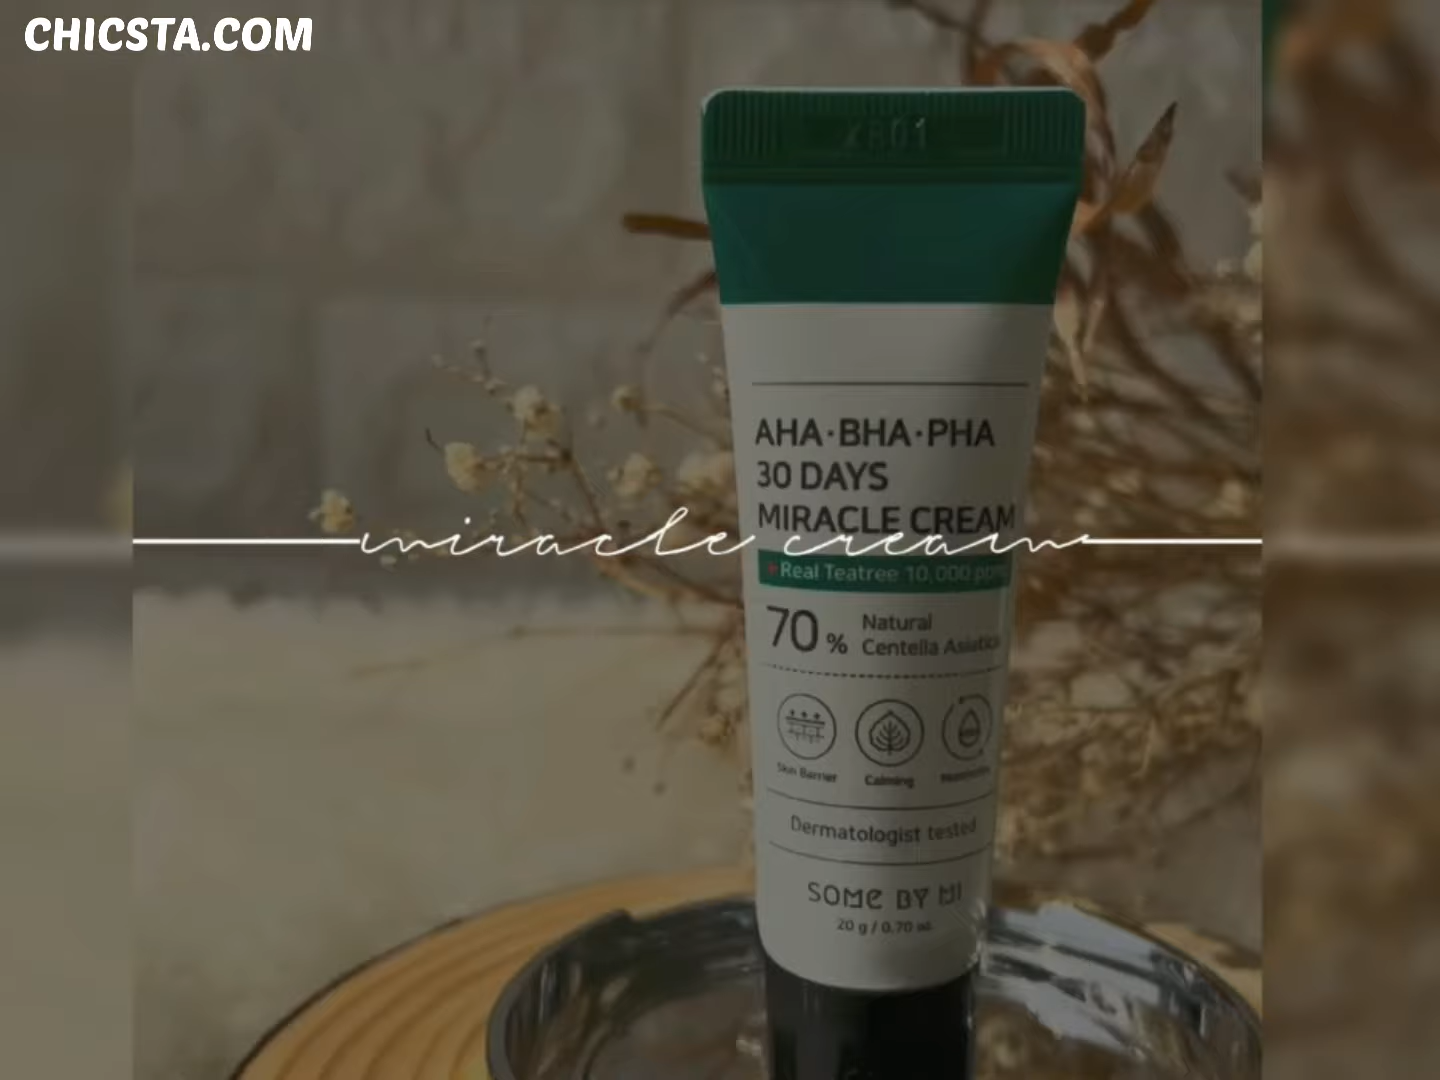 CHICSTA.COM
AHA·BHA·PHA
30 DAYS
MIRACLE CREAM
miracle cream
Real Teatree 10,000 ppm
70%
Natural
Centella Asiatica
Skin Barrier
Calming
Dermatologist tested
SOME BY MI
20 g / 0.70 oz.